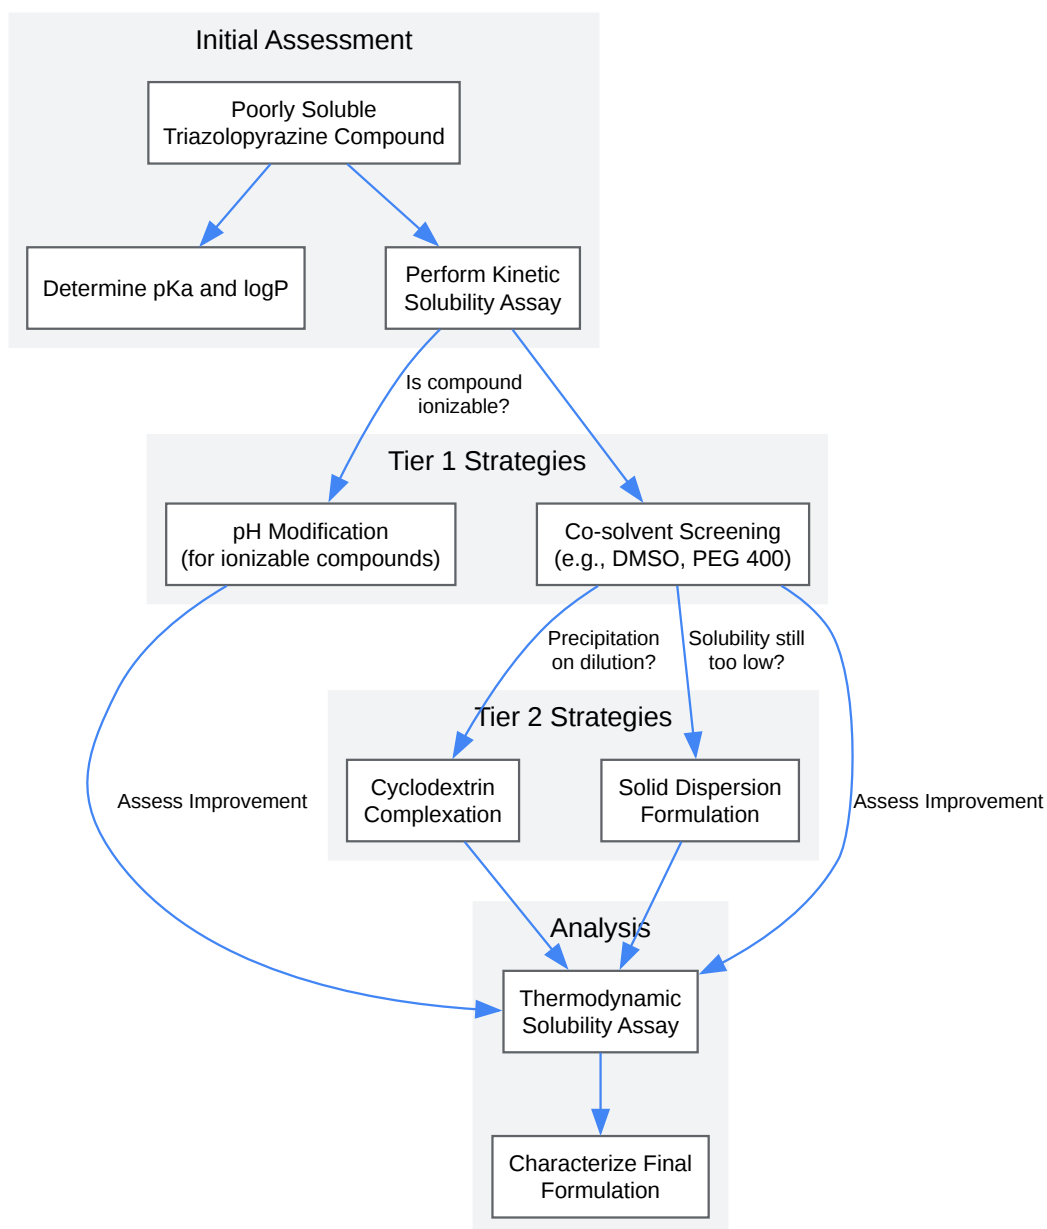 Initial Assessment
Poorly Soluble
Triazolopyrazine Compound
Determine pKa and logP
Perform Kinetic
Solubility Assay
Is compound
ionizable?
Tier 1 Strategies
pH Modification
(for ionizable compounds)
Co-solvent Screening
(e.g., DMSO, PEG 400)
Precipitation
on dilution?
Solubility still
too low?
Tier 2 Strategies
Cyclodextrin
Complexation
Solid Dispersion
Formulation
Assess Improvement
Assess Improvement
Analysis
Thermodynamic
Solubility Assay
Characterize Final
Formulation